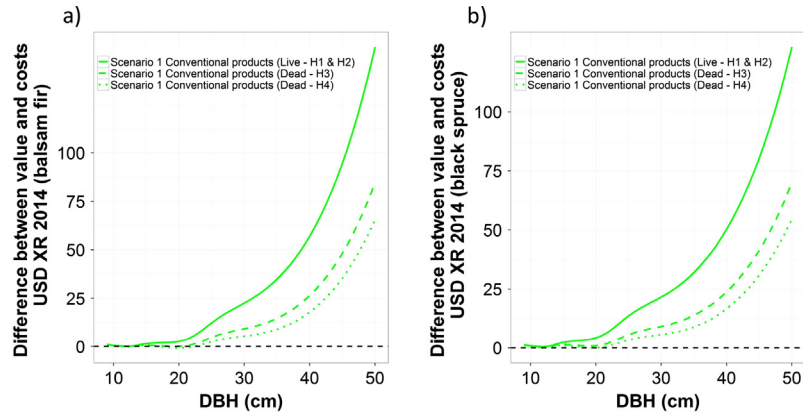 a)
Difference between value and costs
USD XR 2014 (balsam fir)
Scenario 1 Conventional products (Live - H1 & H2)
Scenario 1 Conventional products (Dead - H3)
Scenario 1 Conventional products (Dead - H4)
100
75
50
25
0
10 20 30 40 50
DBH (cm)
b)
Difference between value and costs
USD XR 2014 (black spruce)
Scenario 1 Conventional products (Live - H1 & H2)
Scenario 1 Conventional products (Dead - H3)
Scenario 1 Conventional products (Dead - H4)
100
75
50
25
0
10 20 30 40 50
DBH (cm)